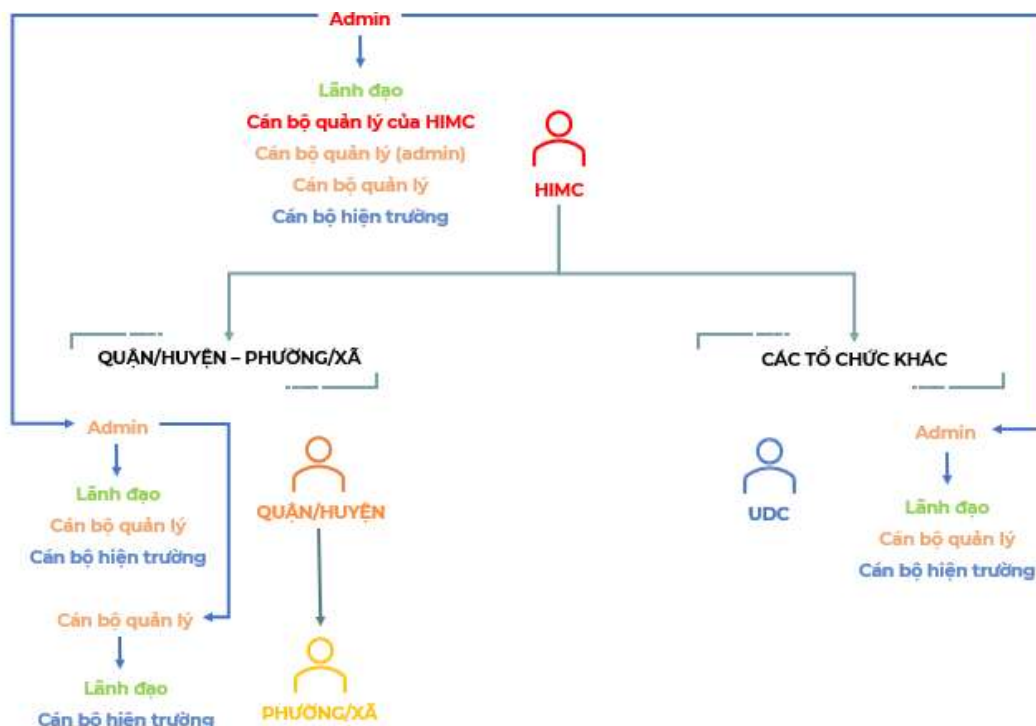 Admin
Lãnh đạo
Cán bộ quản lý của HIMC
Cán bộ quản lý (admin)
Cán bộ quản lý
Cán bộ hiện trường
HIMC
QUẬN/HUYỆN – PHƯỜNG/XÃ
CÁC TỔ CHỨC KHÁC
Admin
Lãnh đạo
Cán bộ quản lý
Cán bộ hiện trường
Cán bộ quản lý
Lãnh đạo
Cán bộ hiện trường
QUẬN/HUYỆN
PHƯỜNG/XÃ
UDC
Admin
Lãnh đạo
Cán bộ quản lý
Cán bộ hiện trường